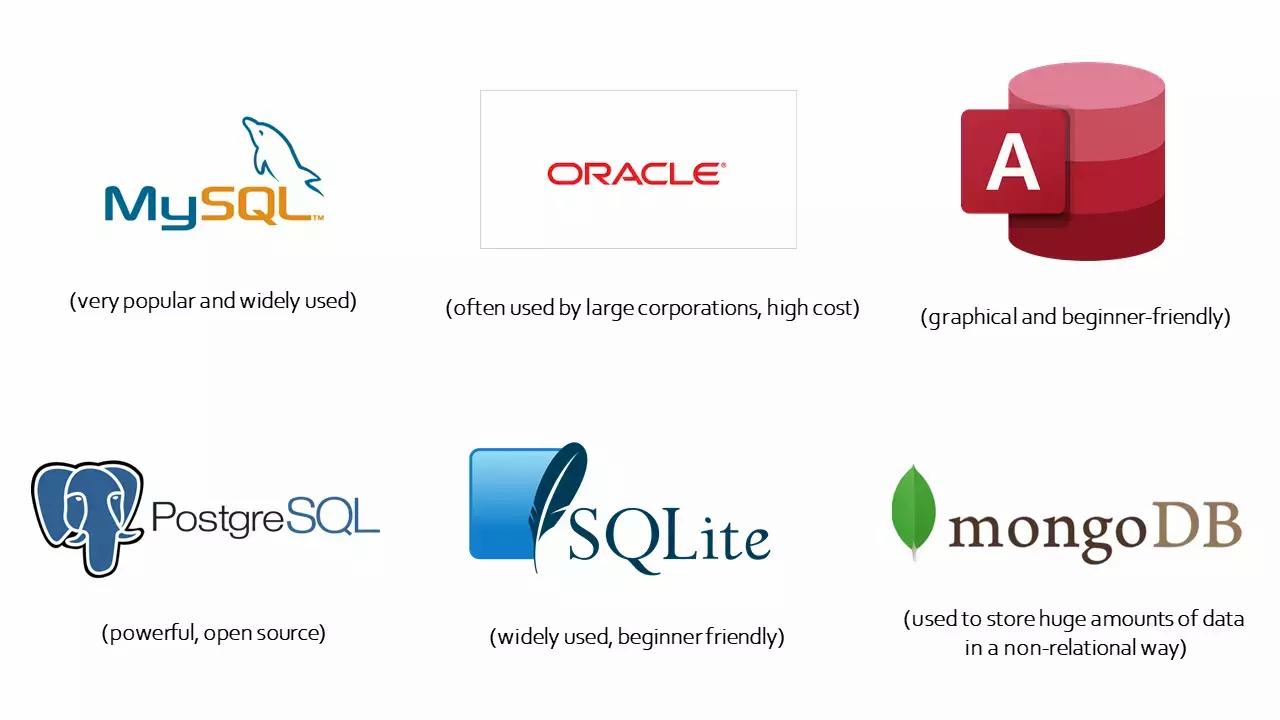 MySQL™
ORACLE®
A
(very popular and widely used)
(often used by large corporations, high cost)
(graphical and beginner-friendly)
PostgreSQL
SQLite
mongoDB
(powerful, open source)
(widely used, beginner friendly)
(used to store huge amounts of data
in a non-relational way)